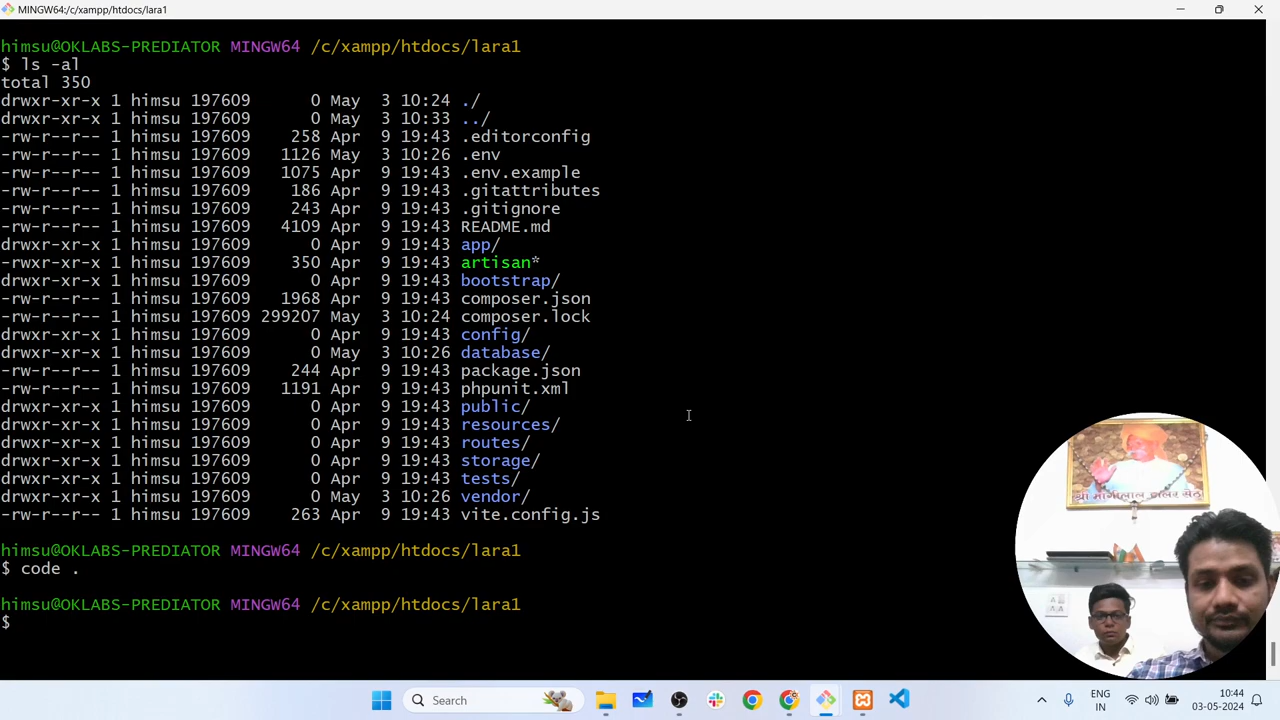 MINGW64:/c/xampp/htdocs/lara1
himsu@OKLABS-PREDIATOR MINGW64 /c/xampp/htdocs/lara1
$ ls -al
total 350
drwxr-xr-x 1 himsu 197609      0 May  3 10:24 ./
drwxr-xr-x 1 himsu 197609      0 May  3 10:33 ../
-rw-r--r-- 1 himsu 197609    258 Apr  9 19:43 .editorconfig
-rw-r--r-- 1 himsu 197609   1126 May  3 10:26 .env
-rw-r--r-- 1 himsu 197609   1075 Apr  9 19:43 .env.example
-rw-r--r-- 1 himsu 197609    186 Apr  9 19:43 .gitattributes
-rw-r--r-- 1 himsu 197609    243 Apr  9 19:43 .gitignore
-rw-r--r-- 1 himsu 197609   4109 Apr  9 19:43 README.md
drwxr-xr-x 1 himsu 197609      0 Apr  9 19:43 app/
-rw-r--r-- 1 himsu 197609    350 Apr  9 19:43 artisan*
drwxr-xr-x 1 himsu 197609      0 Apr  9 19:43 bootstrap/
-rw-r--r-- 1 himsu 197609   1968 Apr  9 19:43 composer.json
-rw-r--r-- 1 himsu 197609 299207 May  3 10:24 composer.lock
drwxr-xr-x 1 himsu 197609      0 Apr  9 19:43 config/
drwxr-xr-x 1 himsu 197609      0 May  3 10:26 database/
-rw-r--r-- 1 himsu 197609    244 Apr  9 19:43 package.json
-rw-r--r-- 1 himsu 197609   1191 Apr  9 19:43 phpunit.xml
drwxr-xr-x 1 himsu 197609      0 Apr  9 19:43 public/
drwxr-xr-x 1 himsu 197609      0 Apr  9 19:43 resources/
drwxr-xr-x 1 himsu 197609      0 Apr  9 19:43 routes/
drwxr-xr-x 1 himsu 197609      0 Apr  9 19:43 storage/
drwxr-xr-x 1 himsu 197609      0 Apr  9 19:43 tests/
drwxr-xr-x 1 himsu 197609      0 May  3 10:26 vendor/
-rw-r--r-- 1 himsu 197609    263 Apr  9 19:43 vite.config.js
himsu@OKLABS-PREDIATOR MINGW64 /c/xampp/htdocs/lara1
$ code .
himsu@OKLABS-PREDIATOR MINGW64 /c/xampp/htdocs/lara1
$
श्री
Search
ENG
IN
10:44
03-05-2024